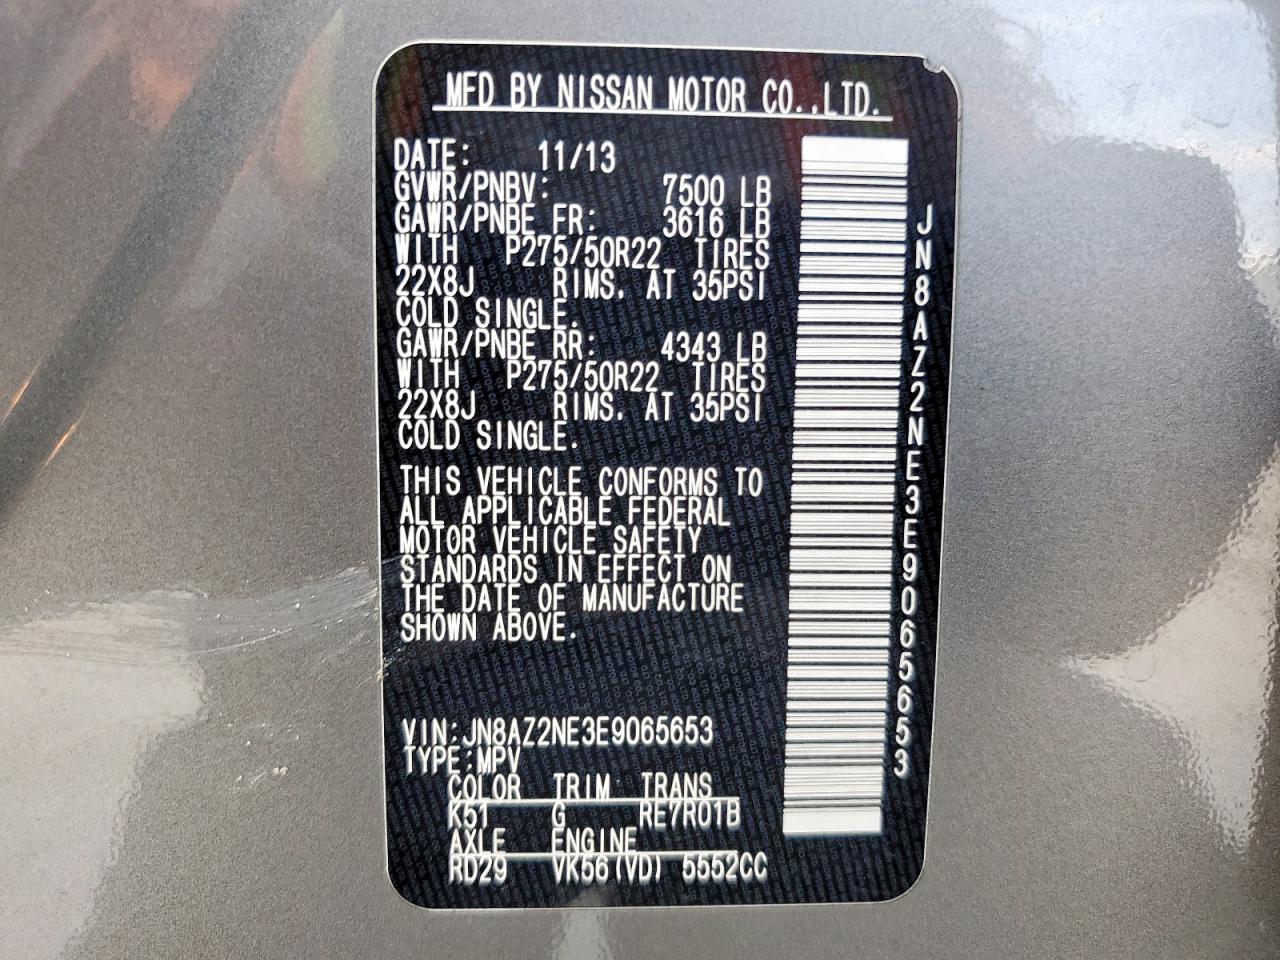 MFD BY NISSAN MOTOR CO.,LTD.
DATE: 11/13
GVWR/PNBV: 7500 LB
GAWR/PNBE FR: 3616 LB
WITH P275/50R22 TIRES
22X8J RIMS. AT 35PSI
COLD SINGLE.
GAWR/PNBE RR: 4343 LB
WITH P275/50R22 TIRES
22X8J RIMS. AT 35PSI
COLD SINGLE.
THIS VEHICLE CONFORMS TO
ALL APPLICABLE FEDERAL
MOTOR VEHICLE SAFETY
STANDARDS IN EFFECT ON
THE DATE OF MANUFACTURE
SHOWN ABOVE.
VIN:JN8AZ2NE3E9065653
TYPE:MPV
COLOR TRIM TRANS
K51 G RE7R01B
AXLE ENGINE
RD29 VK56(VD) 5552CC
JN8AZ2NE3E9065653